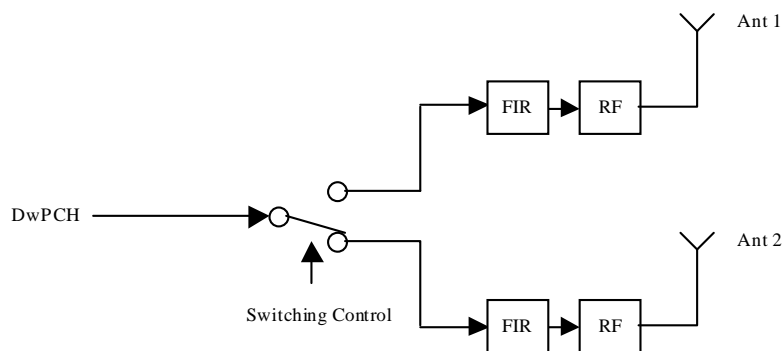 Ant 1
FIR
RF
DwPCH
Ant 2
Switching Control
FIR
RF